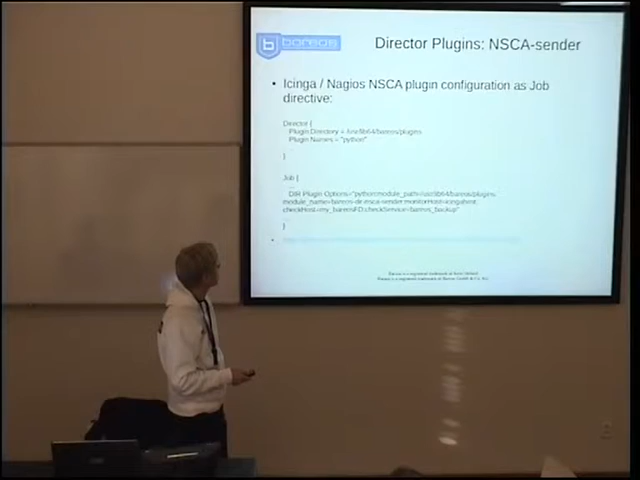 bareos
Director Plugins: NSCA-sender
• Icinga / Nagios NSCA plugin configuration as Job
directive:
Director {
Plugin Directory = /usr/lib64/bareos/plugins
Plugin Names = "python"
}
Job {
DIR Plugin Options="python:module_path=/usr/lib64/bareos/plugins:
module_name=bareos-dir-nsca-sender:monitorHost=icingahost:
checkHost=my_bareosFD:checkService=bareos_backup"
}